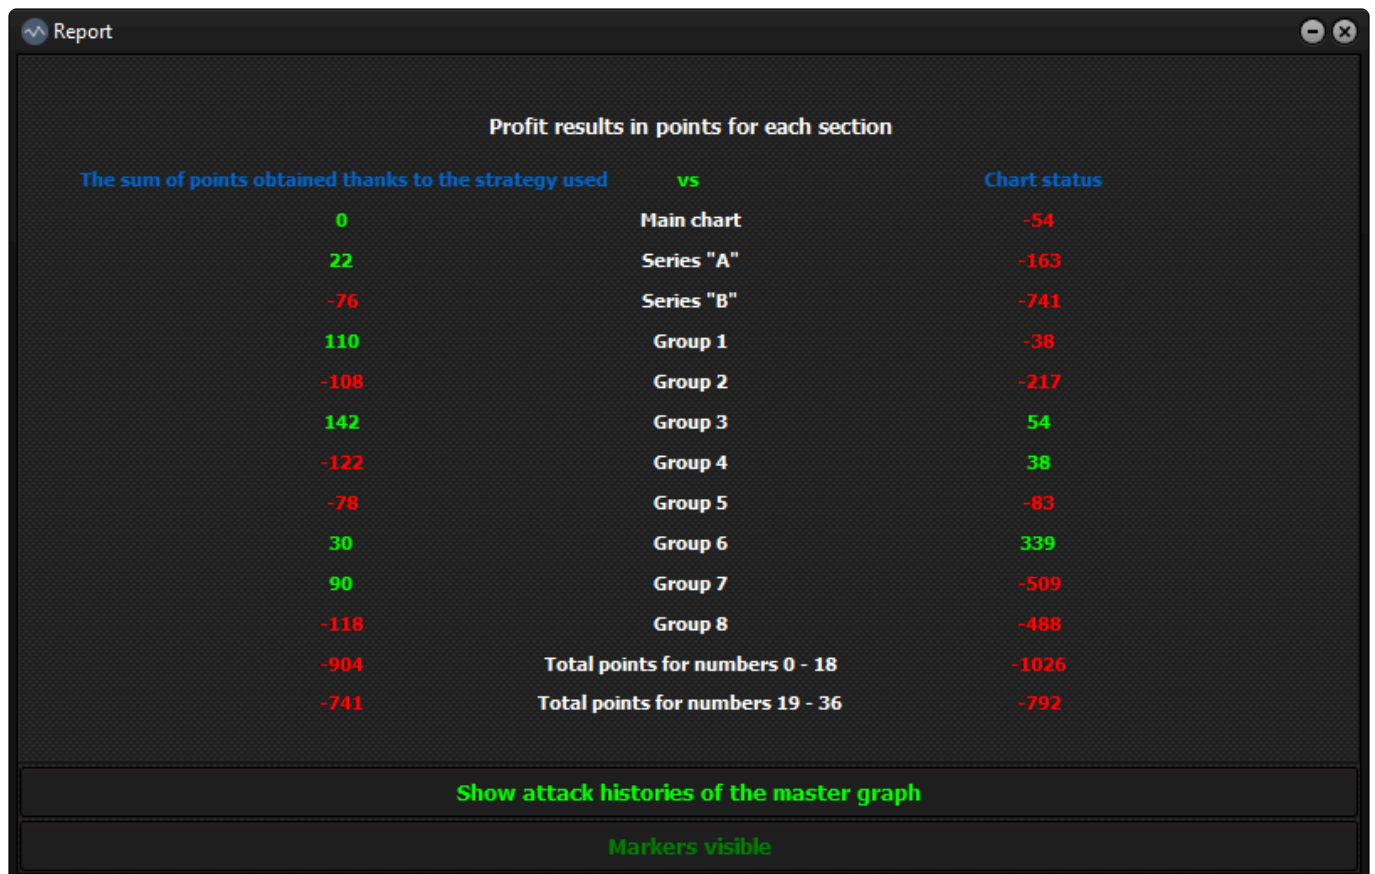 Report
Profit results in points for each section
The sum of points obtained thanks to the strategy used vs Chart status
0 Main chart -54
22 Series "A" -163
-76 Series "B" -741
110 Group 1 -38
-108 Group 2 -217
142 Group 3 54
-122 Group 4 38
-78 Group 5 -83
30 Group 6 339
90 Group 7 -509
-118 Group 8 -488
-904 Total points for numbers 0 - 18 -1026
-741 Total points for numbers 19 - 36 -792
Show attack histories of the master graph
Markers visible